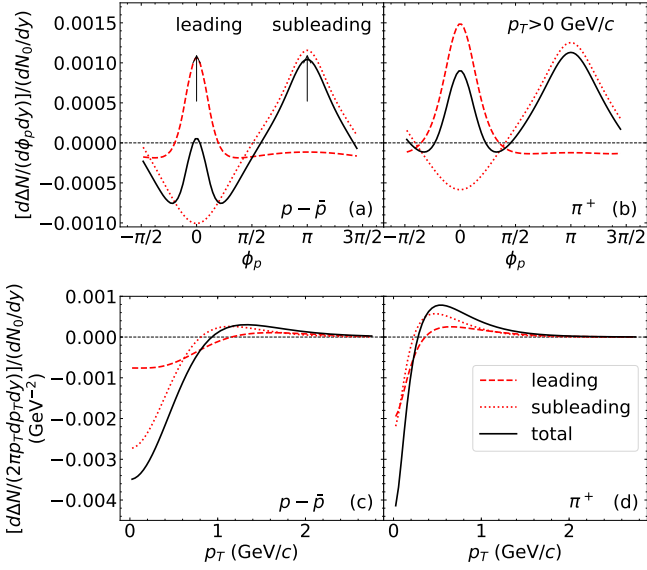 leading subleading
p_T>0 GeV/c
[dΔN/(dϕ_p dy)]/(dN_0/dy)
0.0015
0.0010
0.0005
0.0000
−0.0005
−0.0010
p − p̄ (a)
π⁺ (b)
−π/2 0 π/2 π 3π/2
−π/2 0 π/2 π 3π/2
ϕ_p
ϕ_p
[dΔN/(2πp_T dp_T dy)]/(dN_0/dy)
(GeV⁻²)
0.001
0.000
−0.001
−0.002
−0.003
−0.004
leading
subleading
total
p − p̄ (c)
π⁺ (d)
0 1 2
0 1 2
p_T (GeV/c)
p_T (GeV/c)